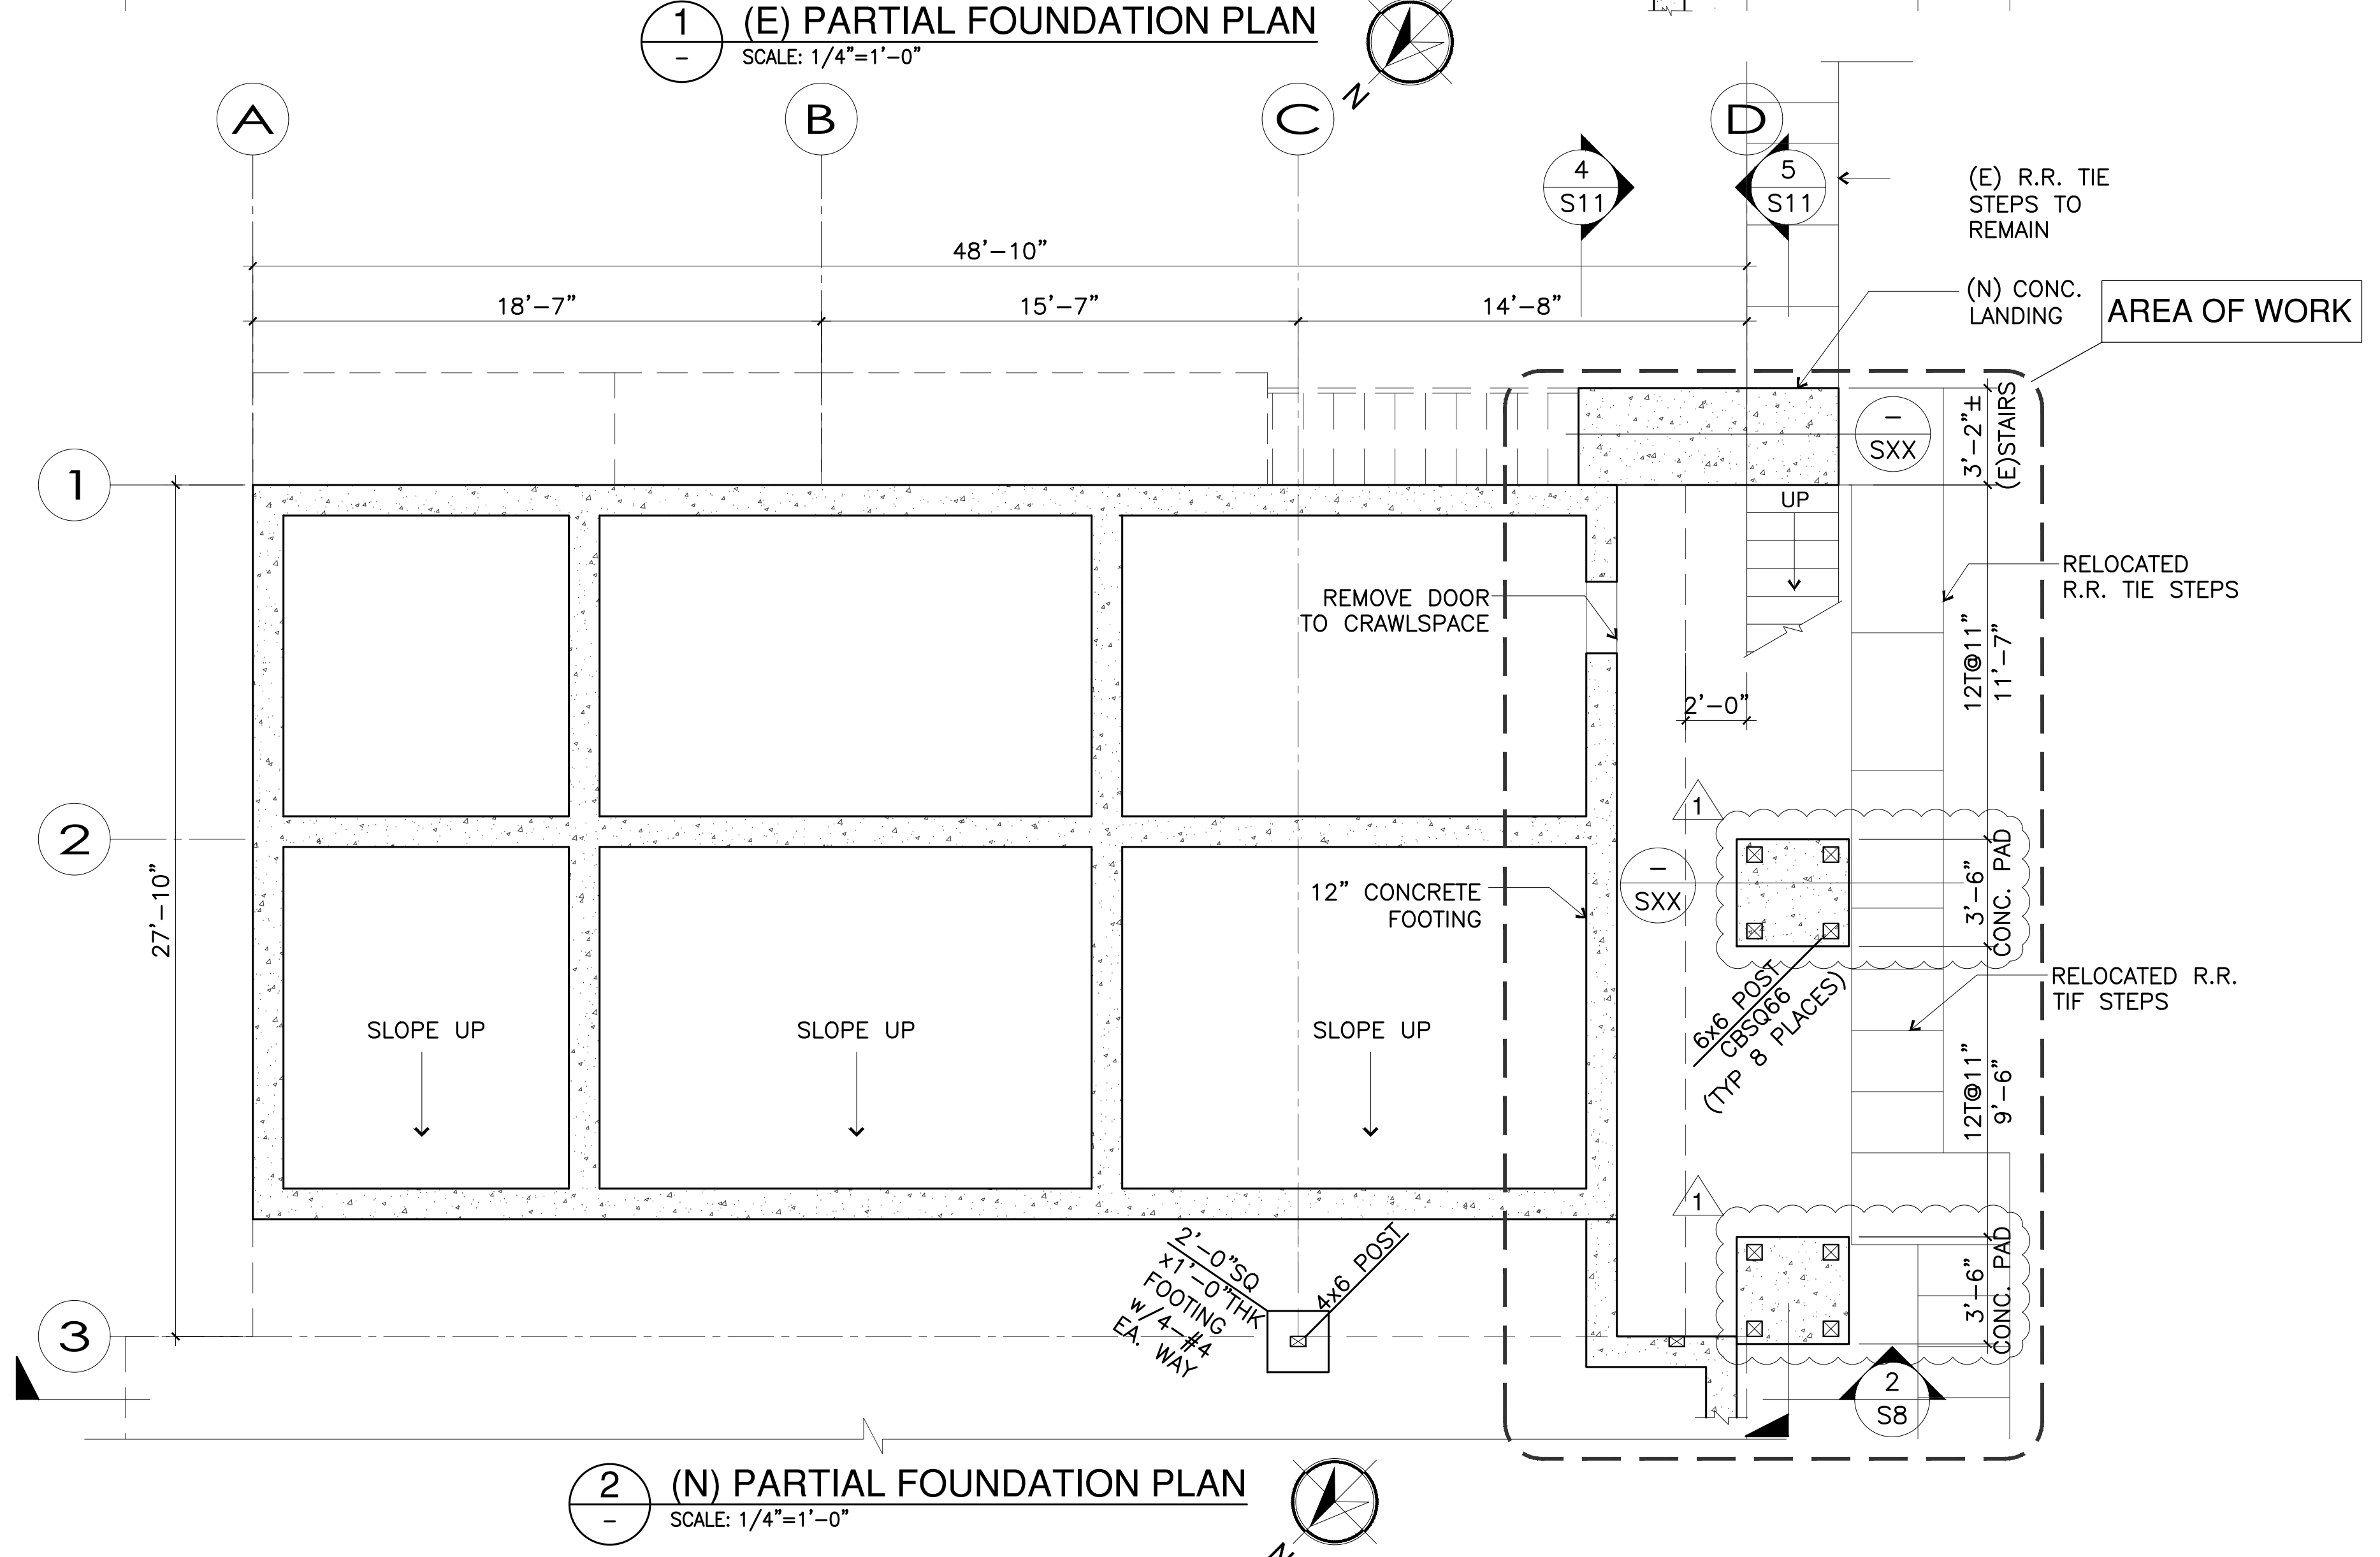 1
(E) PARTIAL FOUNDATION PLAN
-
SCALE: 1/4"=1'-0"
N
A
B
C
D
4
S11
5
S11
(E) R.R. TIE
STEPS TO
REMAIN
48'-10"
18'-7"
15'-7"
14'-8"
(N) CONC.
LANDING
AREA OF WORK
3'-2"±
(E)STAIRS
-
SXX
1
UP
REMOVE DOOR
TO CRAWLSPACE
RELOCATED
R.R. TIE STEPS
12T@11"
11'-7"
2'-0"
1
2
27'-10"
12" CONCRETE
FOOTING
-
SXX
3'-6"
CONC. PAD
6x6 POST
CBSQ66
(TYP 8 PLACES)
RELOCATED R.R.
TIF STEPS
SLOPE UP
SLOPE UP
SLOPE UP
12T@11"
9'-6"
1
2'-0"SQ
x1'-0"THK
FOOTING
w/4-#4
EA. WAY
4x6 POST
3'-6"
CONC. PAD
3
2
S8
2
(N) PARTIAL FOUNDATION PLAN
-
SCALE: 1/4"=1'-0"
N